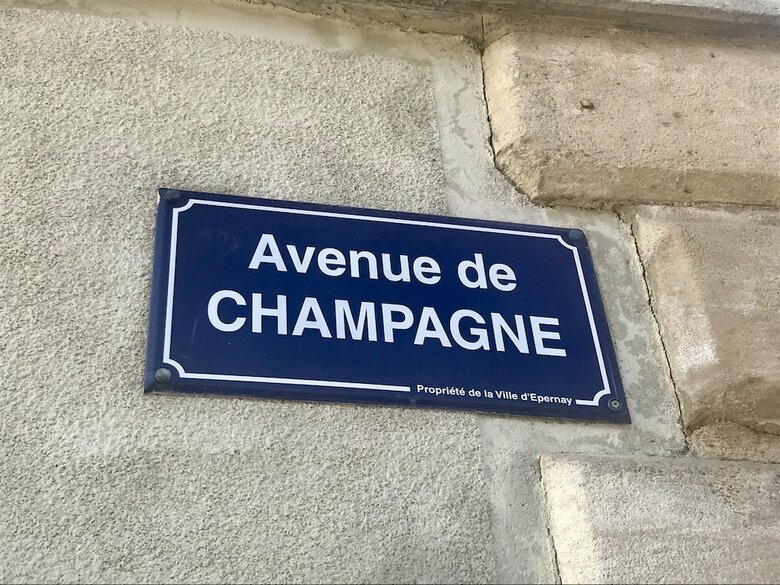 Avenue de
CHAMPAGNE
Propriété de la Ville d'Epernay